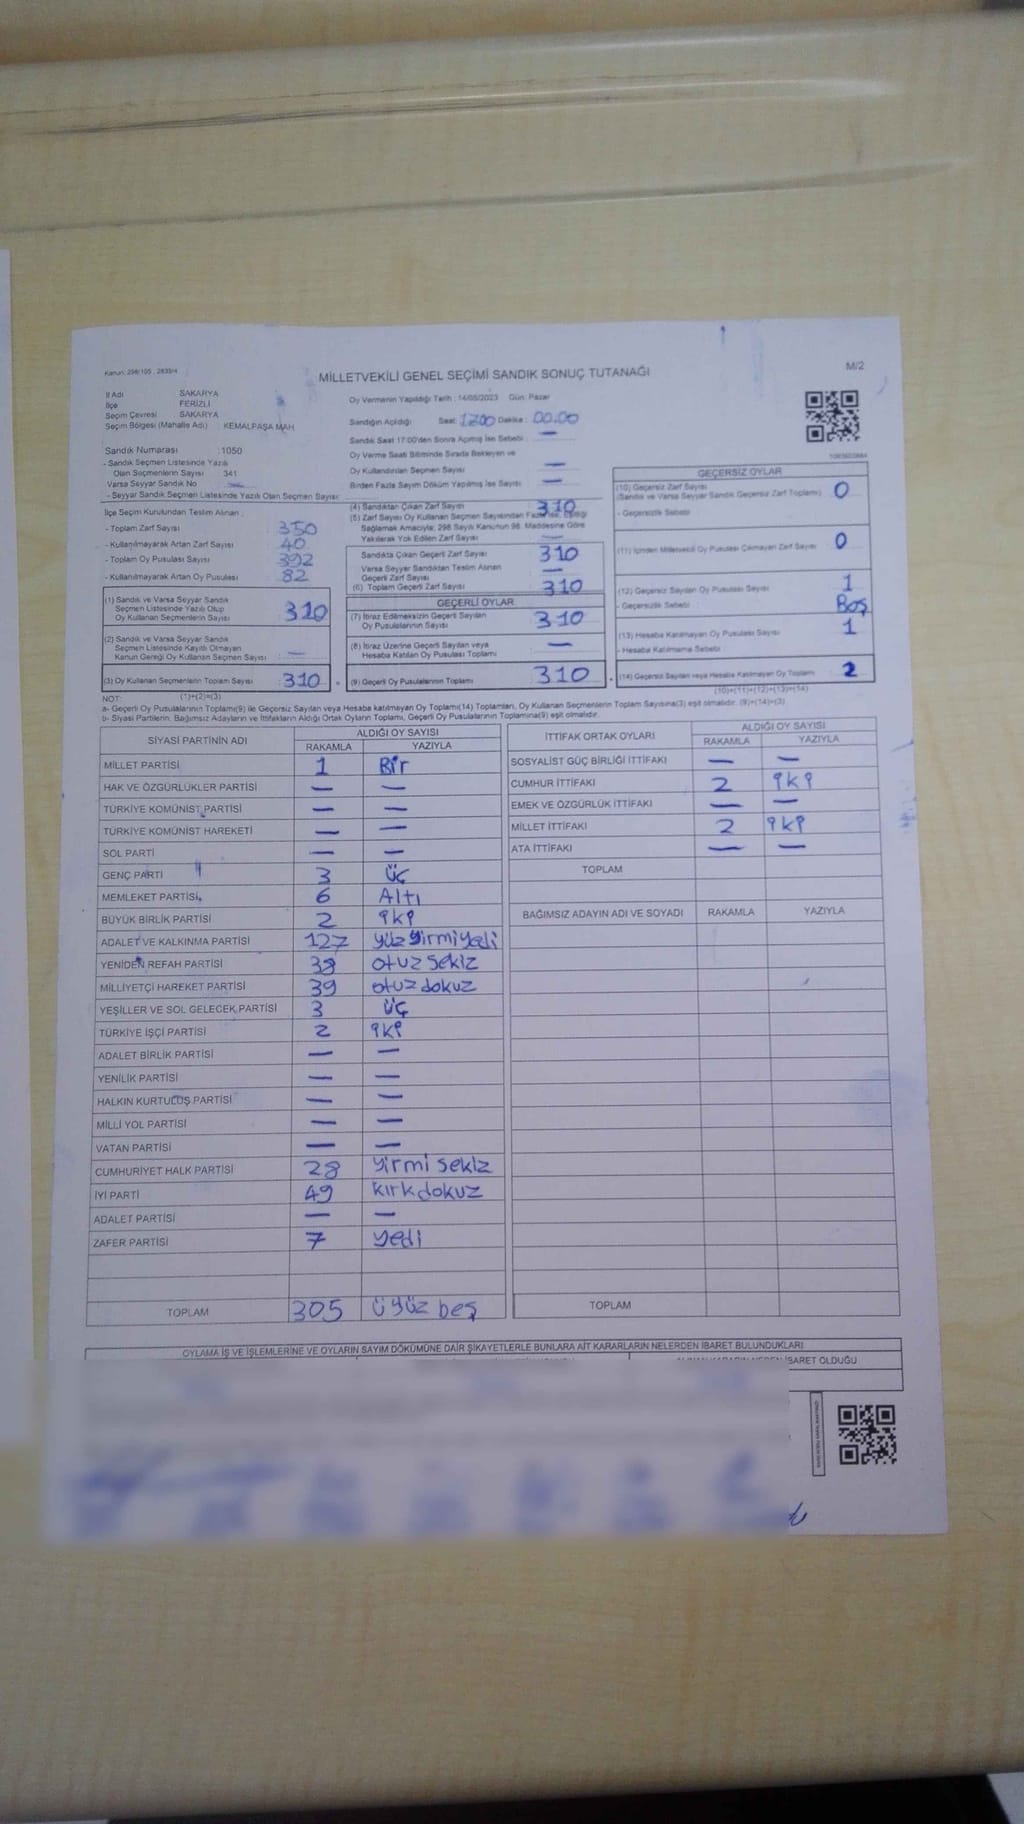 Kanun: 298/105 , 2839/4
MİLLETVEKİLİ GENEL SEÇİMİ SANDIK SONUÇ TUTANAĞI
M/2
İl Adı SAKARYA
İlçe FERİZLİ
Seçim Çevresi SAKARYA
Seçim Bölgesi (Mahalle Adı) KEMALPAŞA MAH
Sandık Numarası :1050
- Sandık Seçmen Listesinde Yazılı
Olan Seçmenlerin Sayısı 341
Varsa Seyyar Sandık No —
- Seyyar Sandık Seçmen Listesinde Yazılı Olan Seçmen Sayısı:
İlçe Seçim Kurulundan Teslim Alınan ;
- Toplam Zarf Sayısı 350
- Kullanılmayarak Artan Zarf Sayısı 40
- Toplam Oy Pusulası Sayısı 392
- Kullanılmayarak Artan Oy Pusulası 82
(1) Sandık ve Varsa Seyyar Sandık
Seçmen Listesinde Yazılı Olup
Oy Kullanan Seçmenlerin Sayısı 310
(2) Sandık ve Varsa Seyyar Sandık
Seçmen Listesinde Kayıtlı Olmayan
Kanun Gereği Oy Kullanan Seçmen Sayısı : —
(3) Oy Kullanan Seçmenlerin Toplam Sayısı : 310
Oy Vermenin Yapıldığı Tarih : 14/05/2023 Gün: Pazar
Sandığın Açıldığı Saat: 1700 Dakika : 00.00
Sandık Saat 17:00'den Sonra Açılmış İse Sebebi : —
Oy Verme Saati Bitiminde Sırada Bekleyen ve
Oy Kullandırılan Seçmen Sayısı —
Birden Fazla Sayım Döküm Yapılmış İse Sayısı : —
(4) Sandıktan Çıkan Zarf Sayısı 310
(5) Zarf Sayısı Oy Kullanan Seçmen Sayısından Fazla ise, Eşitliği
Sağlamak Amacıyla; 298 Sayılı Kanunun 98. Maddesine Göre
Yakılarak Yok Edilen Zarf Sayısı —
Sandıkta Çıkan Geçerli Zarf Sayısı 310
Varsa Seyyar Sandıktan Teslim Alınan
Geçerli Zarf Sayısı —
(6) Toplam Geçerli Zarf Sayısı 310
GEÇERLİ OYLAR
(7) İtiraz Edilmeksizin Geçerli Sayılan
Oy Pusulalarının Sayısı 310
(8) İtiraz Üzerine Geçerli Sayılan veya
Hesaba Katılan Oy Pusulası Toplamı —
(9) Geçerli Oy Pusulalarının Toplamı 310
GEÇERSİZ OYLAR
(10) Geçersiz Zarf Sayısı 0
(Sandık ve Varsa Seyyar Sandık Geçersiz Zarf Toplamı)
- Geçersizlik Sebebi
(11) İçinden Milletvekili Oy Pusulası Çıkmayan Zarf Sayısı 0
(12) Geçersiz Sayılan Oy Pusulası Sayısı 1
- Geçersizlik Sebebi : Boş
(13) Hesaba Katılmayan Oy Pusulası Sayısı 1
- Hesaba Katılmama Sebebi
(14) Geçersiz Sayılan veya Hesaba Katılmayan Oy Toplamı 2
NOT: (1)+(2)=(3) (10)+(11)+(12)+(13)=(14)
a- Geçerli Oy Pusulalarının Toplamı(9) ile Geçersiz Sayılan veya Hesaba katılmayan Oy Toplamı(14) Toplamları, Oy Kullanan Seçmenlerin Toplam Sayısına(3) eşit olmalıdır. (9)+(14)=(3)
b- Siyasi Partilerin, Bağımsız Adayların ve İttifakların Aldığı Ortak Oyların Toplamı, Geçerli Oy Pusulalarının Toplamına(9) eşit olmalıdır.
SİYASİ PARTİNİN ADI ALDIĞI OY SAYISI
RAKAMLA YAZIYLA
MİLLET PARTİSİ 1 Bir
HAK VE ÖZGÜRLÜKLER PARTİSİ — —
TÜRKİYE KOMÜNİST PARTİSİ — —
TÜRKİYE KOMÜNİST HAREKETİ — —
SOL PARTİ — —
GENÇ PARTİ 3 Üç
MEMLEKET PARTİSİ 6 Altı
BÜYÜK BİRLİK PARTİSİ 2 iki
ADALET VE KALKINMA PARTİSİ 127 yüz yirmi yedi
YENİDEN REFAH PARTİSİ 38 otuz sekiz
MİLLİYETÇİ HAREKET PARTİSİ 39 otuz dokuz
YEŞİLLER VE SOL GELECEK PARTİSİ 3 üç
TÜRKİYE İŞÇİ PARTİSİ 2 iki
ADALET BİRLİK PARTİSİ — —
YENİLİK PARTİSİ — —
HALKIN KURTULUŞ PARTİSİ — —
MİLLİ YOL PARTİSİ — —
VATAN PARTİSİ — —
CUMHURİYET HALK PARTİSİ 28 yirmi sekiz
İYİ PARTİ 49 kırk dokuz
ADALET PARTİSİ — —
ZAFER PARTİSİ 7 yedi
TOPLAM 305 üçyüz beş
İTTİFAK ORTAK OYLARI ALDIĞI OY SAYISI
RAKAMLA YAZIYLA
SOSYALİST GÜÇ BİRLİĞİ İTTİFAKI — —
CUMHUR İTTİFAKI 2 iki
EMEK VE ÖZGÜRLÜK İTTİFAKI — —
MİLLET İTTİFAKI 2 iki
ATA İTTİFAKI — —
TOPLAM
BAĞIMSIZ ADAYIN ADI VE SOYADI RAKAMLA YAZIYLA
TOPLAM
OYLAMA İŞ VE İŞLEMLERİNE VE OYLARIN SAYIM DÖKÜMÜNE DAİR ŞİKAYETLERLE BUNLARA AİT KARARLARIN NELERDEN İBARET BULUNDUKLARI
İBARET OLDUĞU